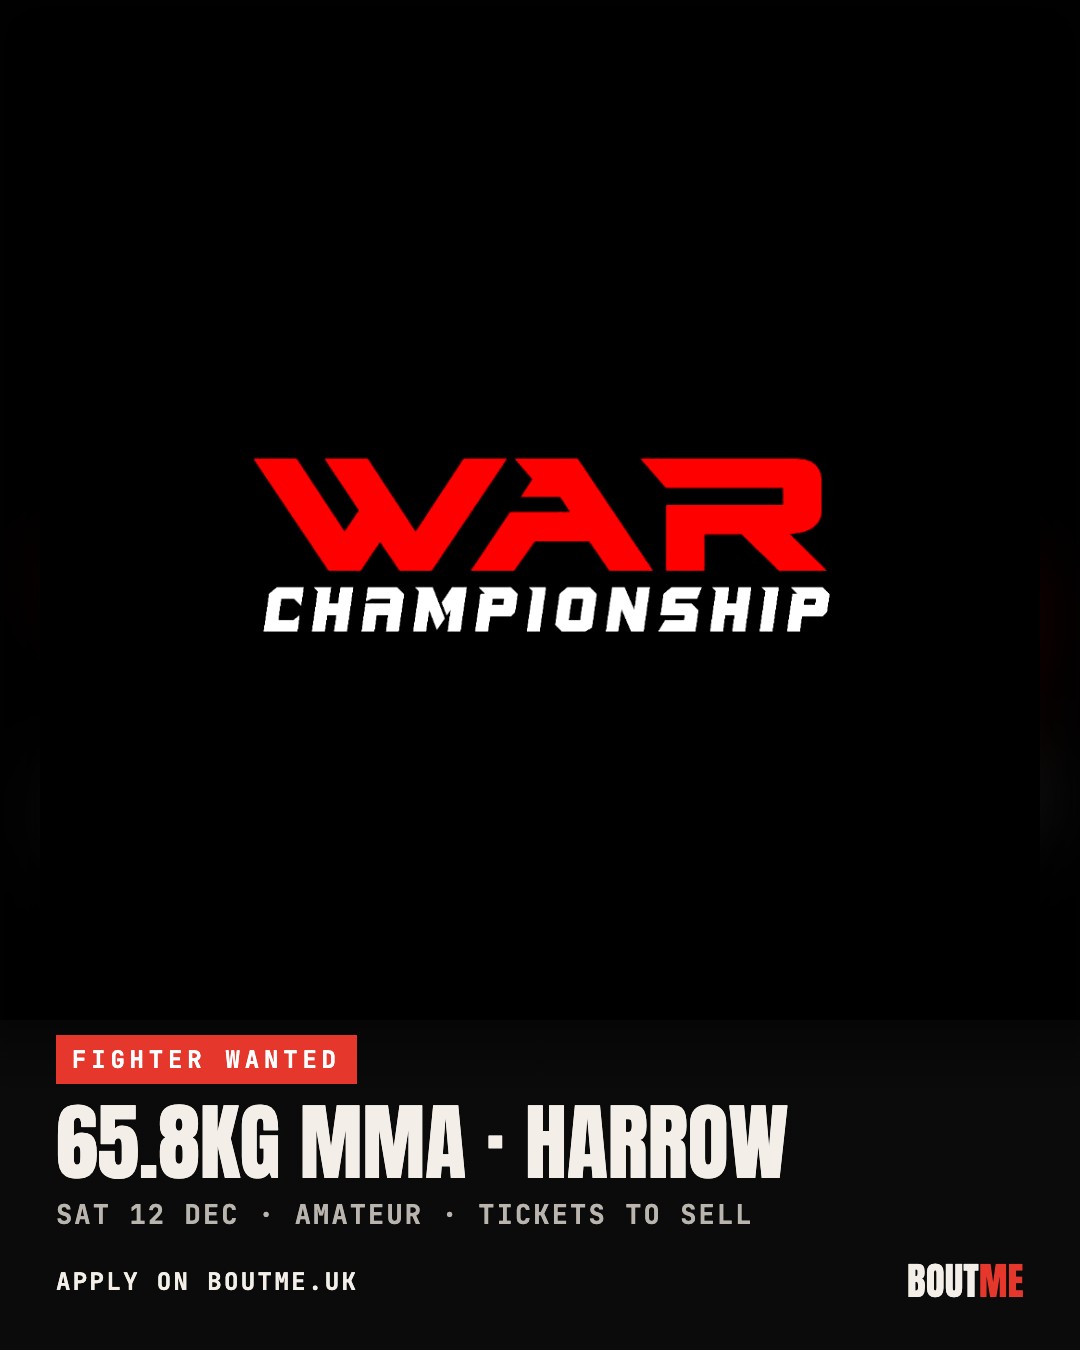 WAR
CHAMPIONSHIP
FIGHTER WANTED
65.8KG MMA · HARROW
SAT 12 DEC · AMATEUR · TICKETS TO SELL
APPLY ON BOUTME.UK
BOUTME